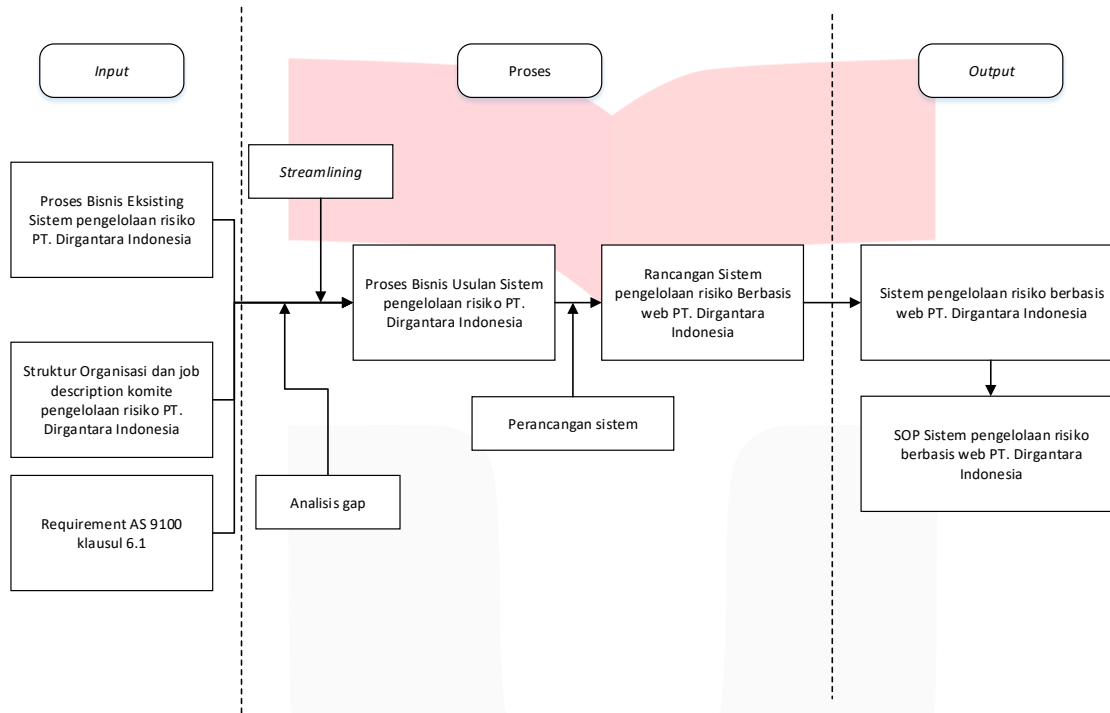 Input
Proses
Output
Proses Bisnis Eksisting
Sistem pengelolaan risiko
PT. Dirgantara Indonesia
Struktur Organisasi dan job
description komite
pengelolaan risiko PT.
Dirgantara Indonesia
Requirement AS 9100
klausul 6.1
Streamlining
Analisis gap
Proses Bisnis Usulan Sistem
pengelolaan risiko PT.
Dirgantara Indonesia
Perancangan sistem
Rancangan Sistem
pengelolaan risiko Berbasis
web PT. Dirgantara
Indonesia
Sistem pengelolaan risiko berbasis
web PT. Dirgantara Indonesia
SOP Sistem pengelolaan risiko
berbasis web PT. Dirgantara
Indonesia